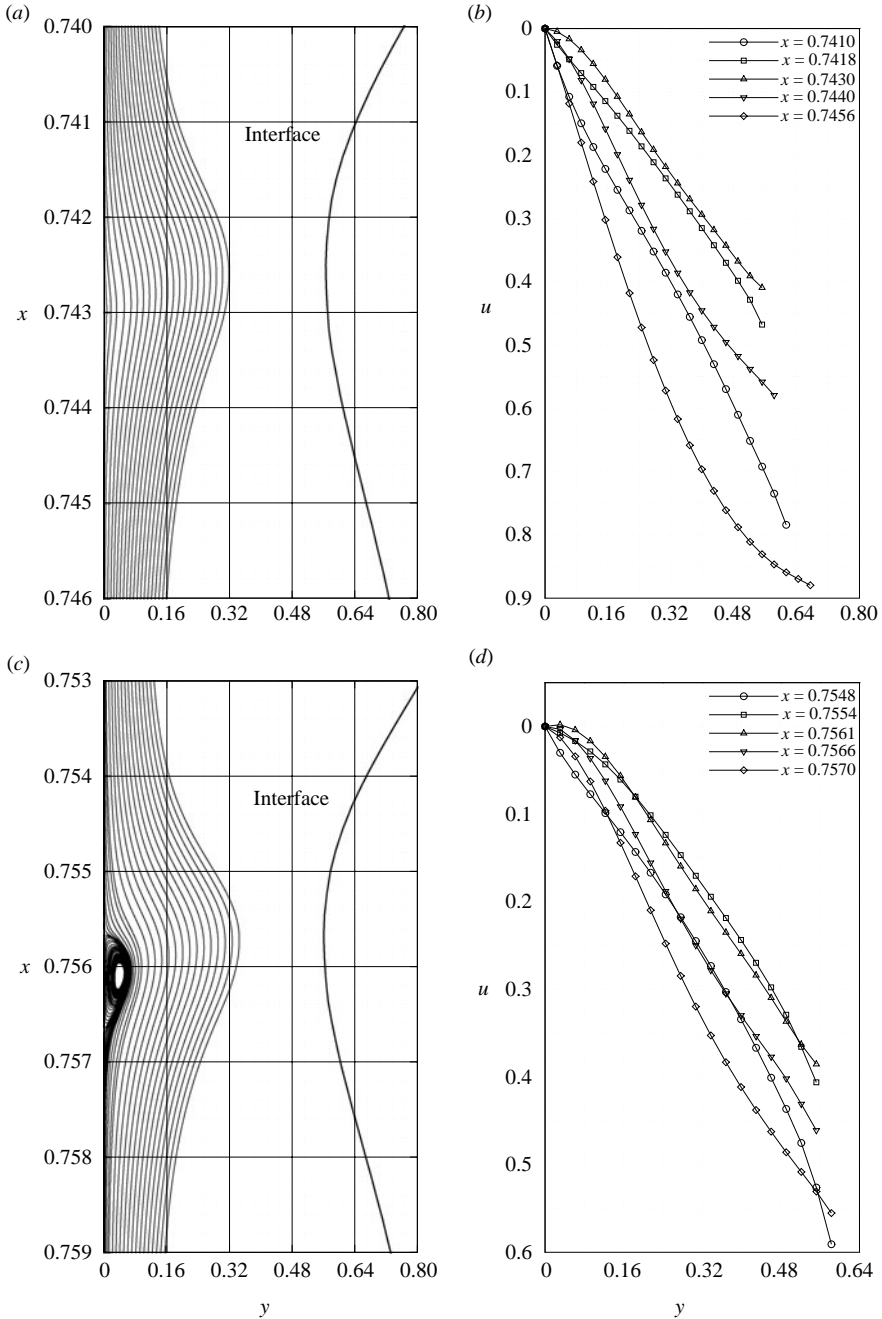 (a)
0.740
0.741
0.742
0.743
0.744
0.745
0.746
x
Interface
0 0.16 0.32 0.48 0.64 0.80
(b)
0
0.1
0.2
0.3
0.4
0.5
0.6
0.7
0.8
0.9
u
x = 0.7410
x = 0.7418
x = 0.7430
x = 0.7440
x = 0.7456
0 0.16 0.32 0.48 0.64 0.80
(c)
0.753
0.754
0.755
0.756
0.757
0.758
0.759
x
Interface
0 0.16 0.32 0.48 0.64 0.80
y
(d)
0
0.1
0.2
0.3
0.4
0.5
0.6
u
x = 0.7548
x = 0.7554
x = 0.7561
x = 0.7566
x = 0.7570
0 0.16 0.32 0.48 0.64
y